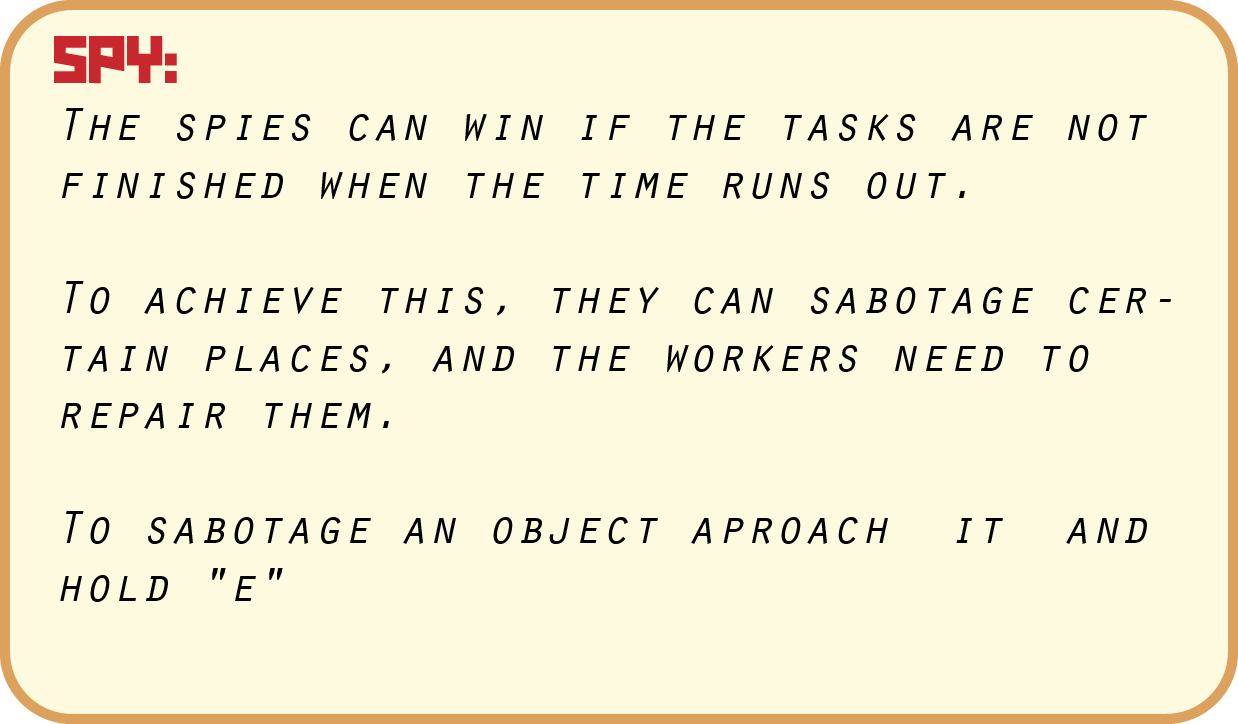 SPY:
The spies can win if the tasks are not
finished when the time runs out.
To achieve this, they can sabotage cer-
tain places, and the workers need to
repair them.
To sabotage an object aproach it and
hold "e"